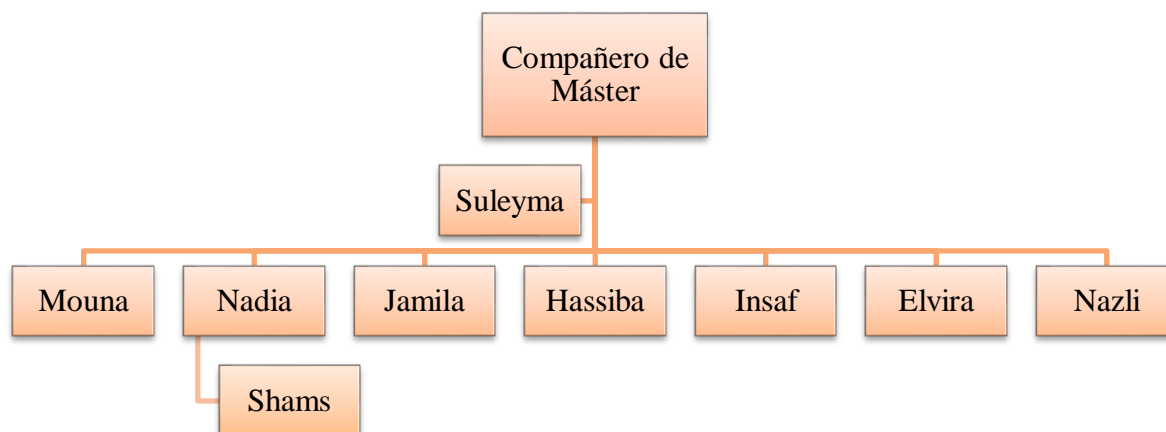 Compañero de
Máster
Suleyma
Mouna
Nadia
Jamila
Hassiba
Insaf
Elvira
Nazli
Shams